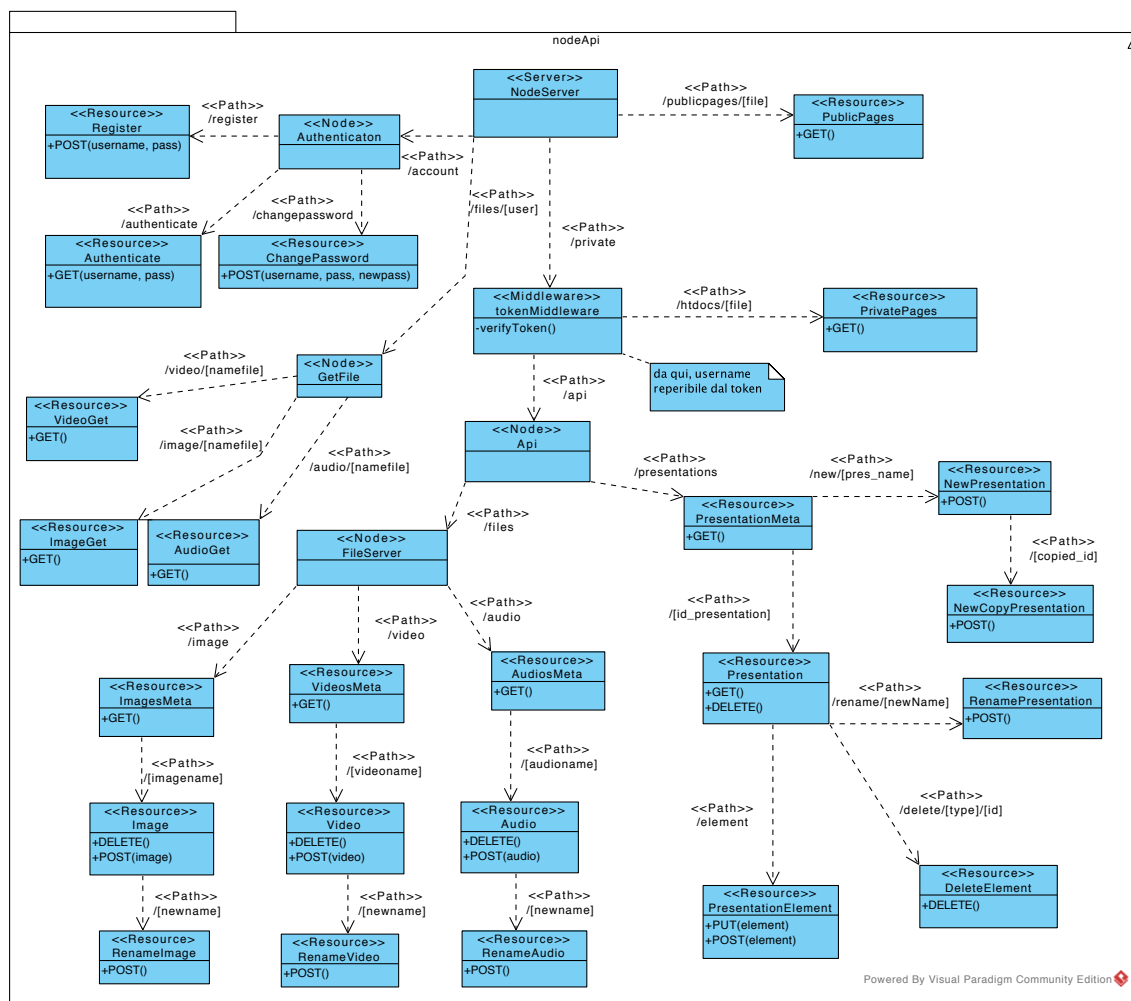 nodeApi
<<Server>>
NodeServer
<<Path>>
/publicpages/[file]
<<Resource>>
PublicPages
+GET()
<<Resource>>
Register
+POST(username, pass)
<<Path>>
/register
<<Node>>
Authenticaton
<<Path>>
/account
<<Path>>
/authenticate
<<Path>>
/changepassword
<<Path>>
/files/[user]
<<Path>>
/private
<<Resource>>
Authenticate
+GET(username, pass)
<<Resource>>
ChangePassword
+POST(username, pass, newpass)
<<Middleware>>
tokenMiddleware
-verifyToken()
<<Path>>
/htdocs/[file]
<<Resource>>
PrivatePages
+GET()
da qui, username
reperibile dal token
<<Node>>
GetFile
<<Path>>
/video/[namefile]
<<Resource>>
VideoGet
+GET()
<<Path>>
/image/[namefile]
<<Path>>
/audio/[namefile]
<<Path>>
/api
<<Node>>
Api
<<Path>>
/presentations
<<Path>>
/new/[pres_name]
<<Resource>>
NewPresentation
+POST()
<<Resource>>
PresentationMeta
+GET()
<<Resource>>
ImageGet
+GET()
<<Resource>>
AudioGet
+GET()
<<Path>>
/files
<<Node>>
FileServer
<<Path>>
/[copied_id]
<<Resource>>
NewCopyPresentation
+POST()
<<Path>>
/[id_presentation]
<<Path>>
/image
<<Path>>
/video
<<Path>>
/audio
<<Resource>>
ImagesMeta
+GET()
<<Resource>>
VideosMeta
+GET()
<<Resource>>
AudiosMeta
+GET()
<<Resource>>
Presentation
+GET()
+DELETE()
<<Path>>
/rename/[newName]
<<Resource>>
RenamePresentation
+POST()
<<Path>>
/[imagename]
<<Path>>
/[videoname]
<<Path>>
/[audioname]
<<Path>>
/element
<<Path>>
/delete/[type]/[id]
<<Resource>>
Image
+DELETE()
+POST(image)
<<Resource>>
Video
+DELETE()
+POST(video)
<<Resource>>
Audio
+DELETE()
+POST(audio)
<<Path>>
/[newname]
<<Path>>
/[newname]
<<Path>>
/[newname]
<<Resource>
RenameImage
+POST()
<<Resource>>
RenameVideo
+POST()
<<Resource>>
RenameAudio
+POST()
<<Resource>>
PresentationElement
+PUT(element)
+POST(element)
<<Resource>>
DeleteElement
+DELETE()
Powered By Visual Paradigm Community Edition